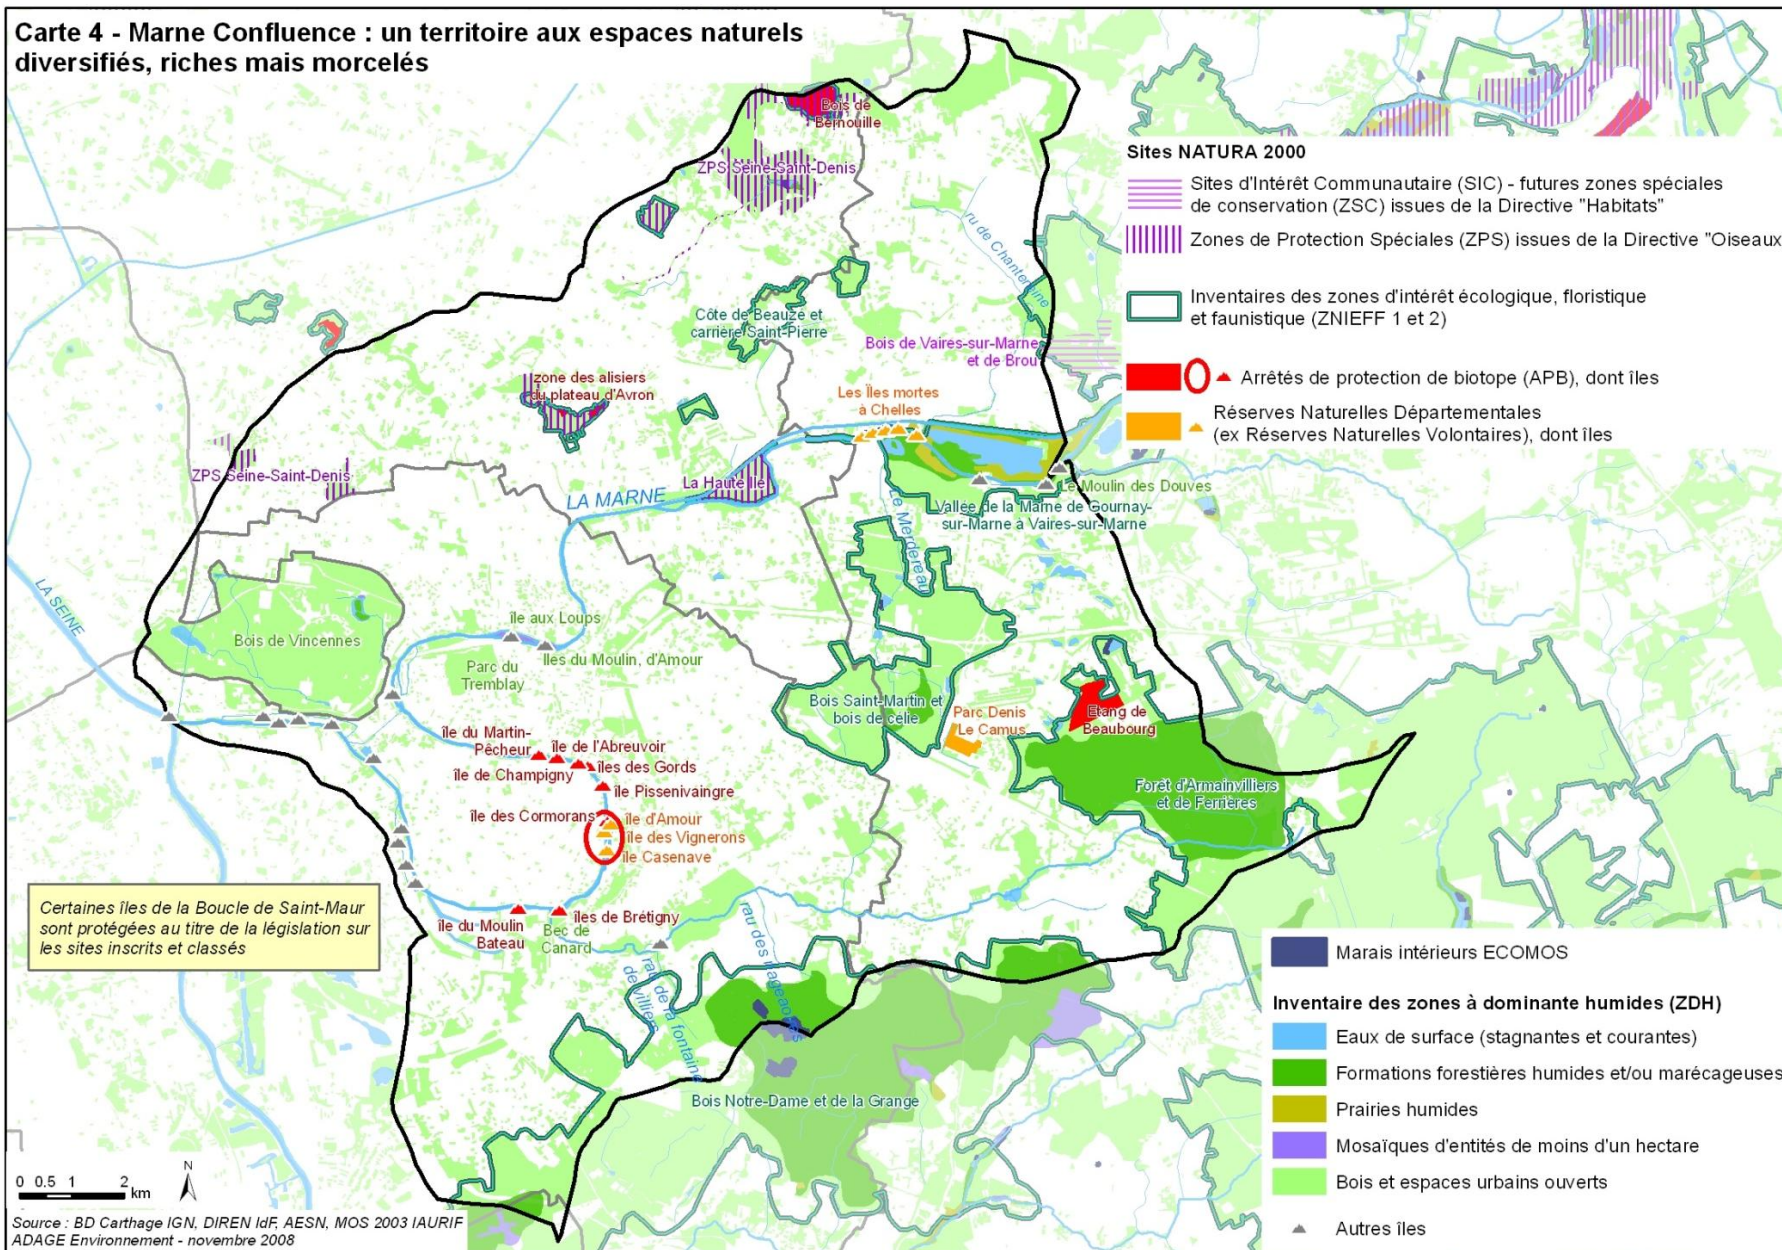 Carte 4 - Marne Confluence : un territoire aux espaces naturels
diversifiés, riches mais morcelés
Bois de
Bernouille
ZPS Seine-Saint-Denis
ru de Chantereine
Côte de Beauzé et
carrière Saint-Pierre
Bois de Vaires-sur-Marne
et de Brou
zone des alisiers
du plateau d'Avron
Les Îles mortes
à Chelles
ZPS Seine-Saint-Denis
La Haute Ile
LA MARNE
Le Moulin des Douves
Vallée de la Marne de Gournay-
sur-Marne à Vaires-sur-Marne
Le Merdereau
LA SEINE
Bois de Vincennes
île aux Loups
Iles du Moulin, d'Amour
Parc du
Tremblay
Bois Saint-Martin et
bois de célie
Parc Denis
Le Camus
Etang de
Beaubourg
île du Martin-
Pêcheur
île de l'Abreuvoir
île de Champigny
îles des Gords
île Pissenivaingre
île des Cormorans
île d'Amour
île des Vignerons
île Casenave
Forêt d'Armainvilliers
et de Ferrières
île du Moulin
Bateau
îles de Brétigny
Bec de
Canard
rau de la fontaine
de villiers
rau des
Bois Notre-Dame et de la Grange
Certaines îles de la Boucle de Saint-Maur
sont protégées au titre de la législation sur
les sites inscrits et classés
Sites NATURA 2000
Sites d'Intérêt Communautaire (SIC) - futures zones spéciales
de conservation (ZSC) issues de la Directive "Habitats"
Zones de Protection Spéciales (ZPS) issues de la Directive "Oiseaux
Inventaires des zones d'intérêt écologique, floristique
et faunistique (ZNIEFF 1 et 2)
Arrêtés de protection de biotope (APB), dont îles
Réserves Naturelles Départementales
(ex Réserves Naturelles Volontaires), dont îles
Marais intérieurs ECOMOS
Inventaire des zones à dominante humides (ZDH)
Eaux de surface (stagnantes et courantes)
Formations forestières humides et/ou marécageuses
Prairies humides
Mosaïques d'entités de moins d'un hectare
Bois et espaces urbains ouverts
Autres îles
0 0.5 1 2
km
N
Source : BD Carthage IGN, DIREN IdF, AESN, MOS 2003 IAURIF
ADAGE Environnement - novembre 2008